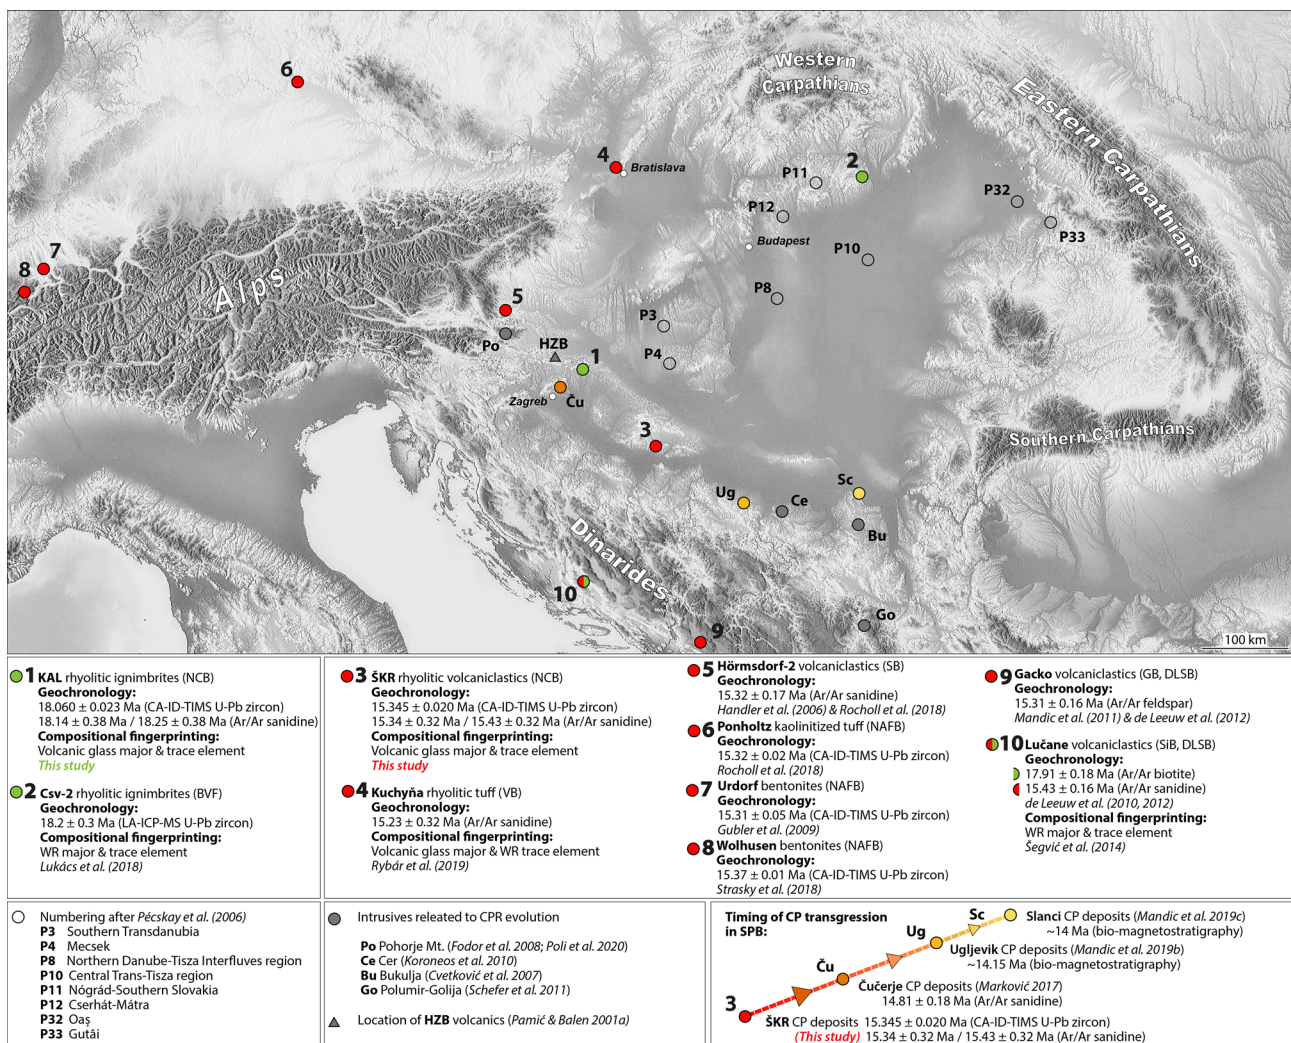 6
Western
Carpathians
Eastern Carpathians
4
Bratislava
2
P11
P32
P12
P33
Budapest
P10
7
8
Alps
P8
5
P3
Po
HZB
1
P4
Zagreb
Ču
3
Southern Carpathians
Sc
Ug
Ce
Bu
Dinarides
10
Go
9
100 km
1 KAL rhyolitic ignimbrites (NCB)
Geochronology:
18.060 ± 0.023 Ma (CA-ID-TIMS U-Pb zircon)
18.14 ± 0.38 Ma / 18.25 ± 0.38 Ma (Ar/Ar sanidine)
Compositional fingerprinting:
Volcanic glass major & trace element
This study
2 Csv-2 rhyolitic ignimbrites (BVF)
Geochronology:
18.2 ± 0.3 Ma (LA-ICP-MS U-Pb zircon)
Compositional fingerprinting:
WR major & trace element
Lukács et al. (2018)
3 ŠKR rhyolitic volcaniclastics (NCB)
Geochronology:
15.345 ± 0.020 Ma (CA-ID-TIMS U-Pb zircon)
15.34 ± 0.32 Ma / 15.43 ± 0.32 Ma (Ar/Ar sanidine)
Compositional fingerprinting:
Volcanic glass major & trace element
This study
4 Kuchyňa rhyolitic tuff (VB)
Geochronology:
15.23 ± 0.32 Ma (Ar/Ar sanidine)
Compositional fingerprinting:
Volcanic glass major & WR trace element
Rybár et al. (2019)
5 Hörmsdorf-2 volcaniclastics (SB)
Geochronology:
15.32 ± 0.17 Ma (Ar/Ar sanidine)
Handler et al. (2006) & Rocholl et al. (2018)
6 Ponholtz kaolinitized tuff (NAFB)
Geochronology:
15.32 ± 0.02 Ma (CA-ID-TIMS U-Pb zircon)
Rocholl et al. (2018)
7 Urdorf bentonites (NAFB)
Geochronology:
15.31 ± 0.05 Ma (CA-ID-TIMS U-Pb zircon)
Gubler et al. (2009)
8 Wolhusen bentonites (NAFB)
Geochronology:
15.37 ± 0.01 Ma (CA-ID-TIMS U-Pb zircon)
Strasky et al. (2018)
9 Gacko volcaniclastics (GB, DLSB)
Geochronology:
15.31 ± 0.16 Ma (Ar/Ar feldspar)
Mandic et al. (2011) & de Leeuw et al. (2012)
10 Lučane volcaniclastics (SiB, DLSB)
Geochronology:
17.91 ± 0.18 Ma (Ar/Ar biotite)
15.43 ± 0.16 Ma (Ar/Ar sanidine)
de Leeuw et al. (2010, 2012)
Compositional fingerprinting:
WR major & trace element
Šegvić et al. (2014)
Numbering after Pécskay et al. (2006)
P3 Southern Transdanubia
P4 Mecsek
P8 Northern Danube-Tisza Interfluves region
P10 Central Trans-Tisza region
P11 Nógrád-Southern Slovakia
P12 Cserhát-Mátra
P32 Oaş
P33 Gutâi
Intrusives releated to CPR evolution
Po Pohorje Mt. (Fodor et al. 2008; Poli et al. 2020)
Ce Cer (Koroneos et al. 2010)
Bu Bukulja (Cvetković et al. 2007)
Go Polumir-Golija (Schefer et al. 2011)
Location of HZB volcanics (Pamić & Balen 2001a)
Timing of CP transgression
in SPB:
Sc
Slanci CP deposits (Mandic et al. 2019c)
~14 Ma (bio-magnetostratigraphy)
Ug
Ugljevik CP deposits (Mandic et al. 2019b)
~14.15 Ma (bio-magnetostratigraphy)
Ču
Čučerje CP deposits (Marković 2017)
14.81 ± 0.18 Ma (Ar/Ar sanidine)
3
ŠKR CP deposits 15.345 ± 0.020 Ma (CA-ID-TIMS U-Pb zircon)
(This study) 15.34 ± 0.32 Ma / 15.43 ± 0.32 Ma (Ar/Ar sanidine)